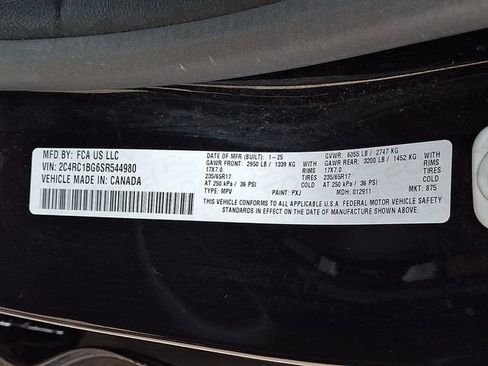 MFD BY: FCA US LLC
VIN: 2C4RC1BG6SR544980
VEHICLE MADE IN: CANADA
DATE OF MFR (BUILT): 1-25 GVWR: 6055 LB / 2747 KG
GAWR FRONT: 2950 LB / 1339 KG GAWR REAR: 3200 LB / 1452 KG
17X7.0 RIMS 17X7.0 RIMS
235/65R17 TIRES 235/65R17 TIRES
AT 250 kPa / 36 PSI COLD AT 250 kPa / 36 PSI COLD
TYPE: MPV PAINT: PXJ MDH: 012911 MKT: 875
THIS VEHICLE CONFORMS TO ALL APPLICABLE U.S.A. FEDERAL MOTOR VEHICLE SAFETY
STANDARDS IN EFFECT ON THE DATE OF MANUFACTURE SHOWN ABOVE